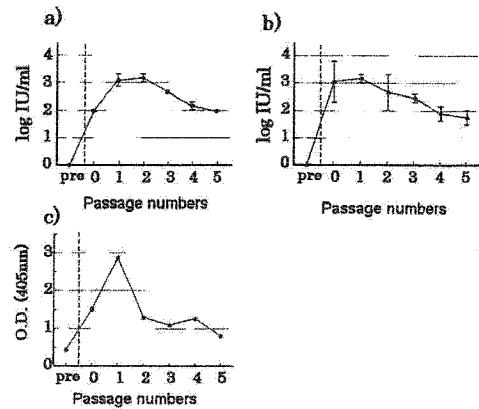 a)
log IU/ml
4
3
2
1
0
pre 0 1 2 3 4 5
Passage numbers
b)
log IU/ml
4
3
2
1
0
pre 0 1 2 3 4 5
Passage numbers
c)
O.D. (405nm)
3
2
1
0
pre 0 1 2 3 4 5
Passage numbers